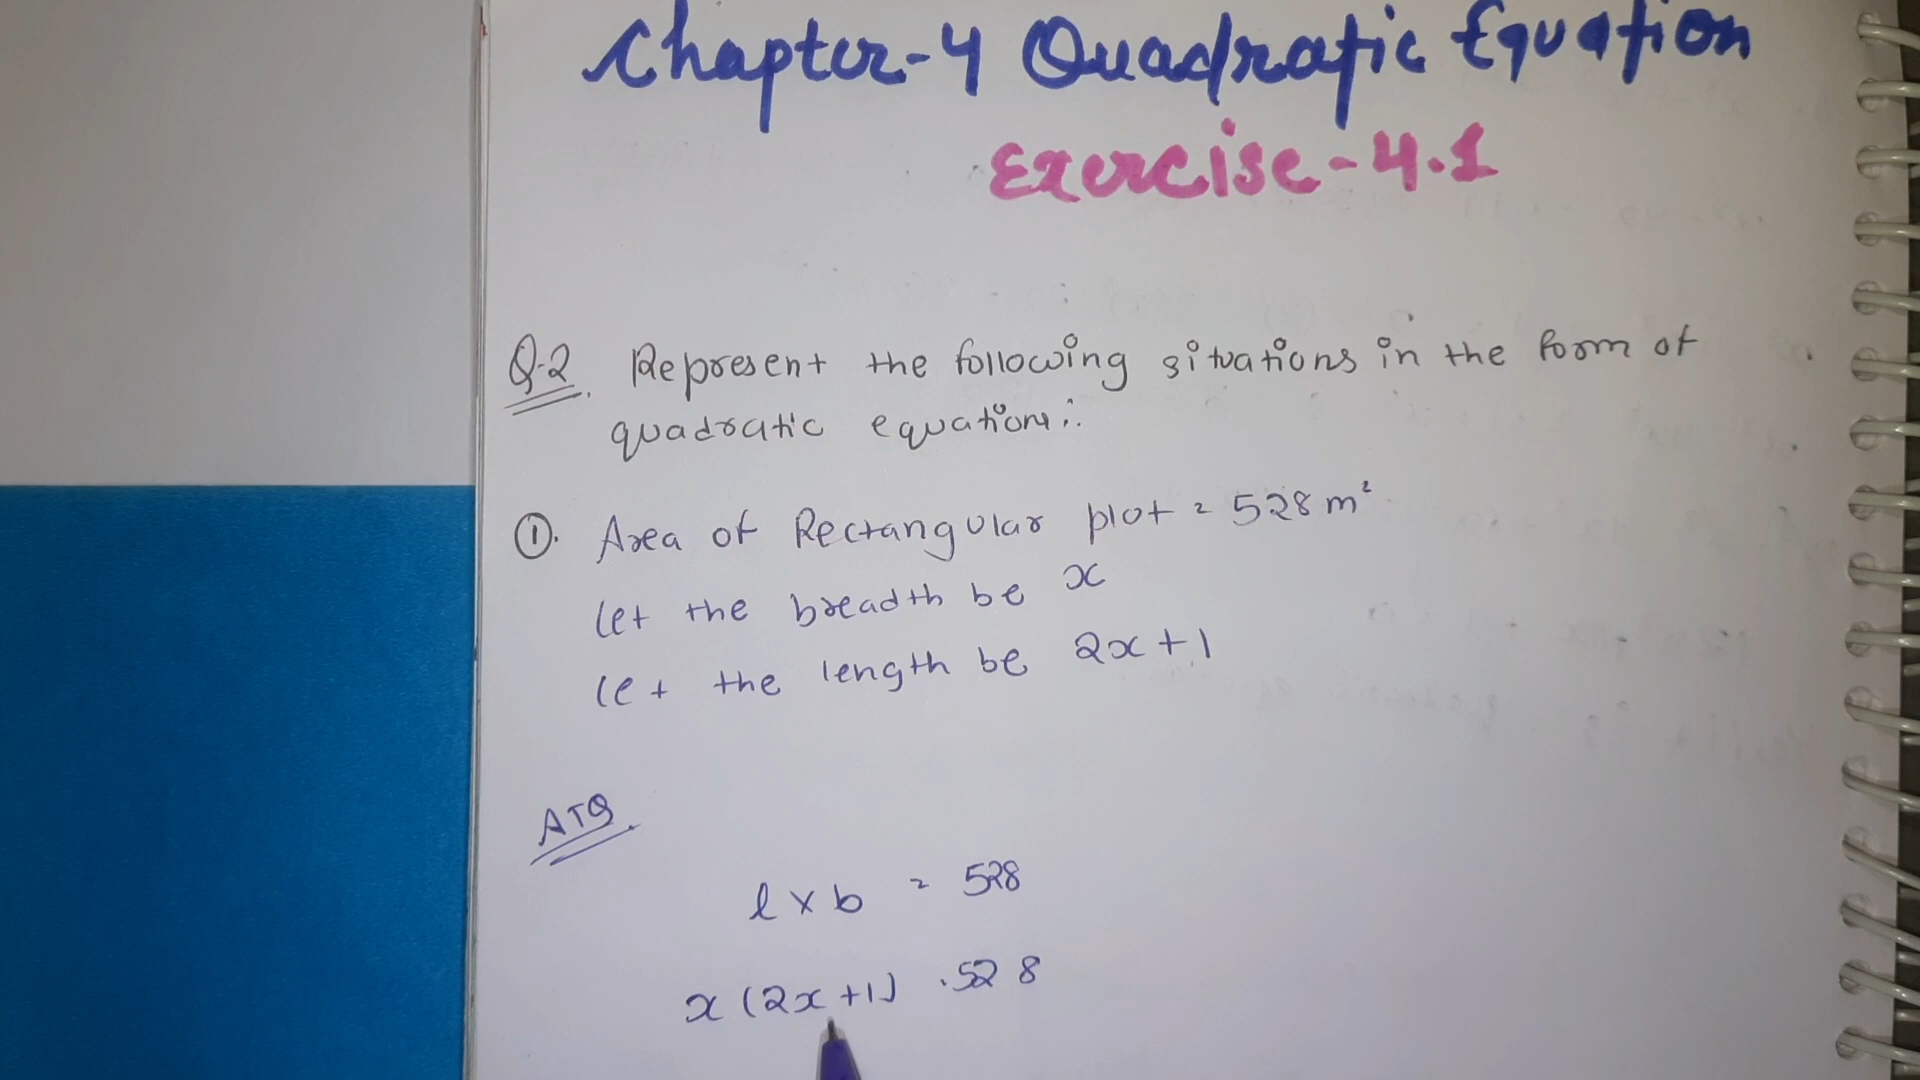 Chapter-4 Quadratic Equation
Exercise-4.1
Q-2. Represent the following situations in the form of
quadratic equations:
①. Area of Rectangular plot = 528 m²
let the breadth be x
let the length be 2x+1
ATQ
l × b = 528
x (2x+1) . 528